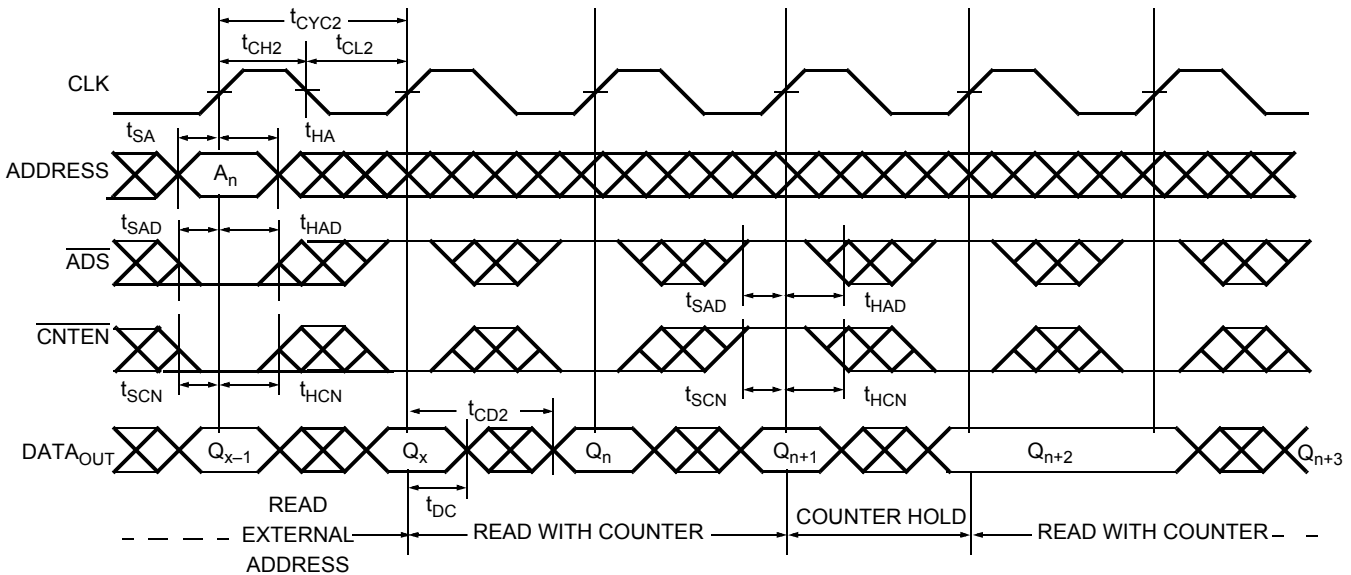 tCYC2
tCH2 tCL2
CLK
tSA tHA
ADDRESS An
tSAD tHAD
ADS
tSAD tHAD
CNTEN
tSCN tHCN tSCN tHCN
tCD2
DATAOUT Qx–1 Qx Qn Qn+1 Qn+2 Qn+3
tDC
READ
EXTERNAL
ADDRESS
READ WITH COUNTER
COUNTER HOLD
READ WITH COUNTER